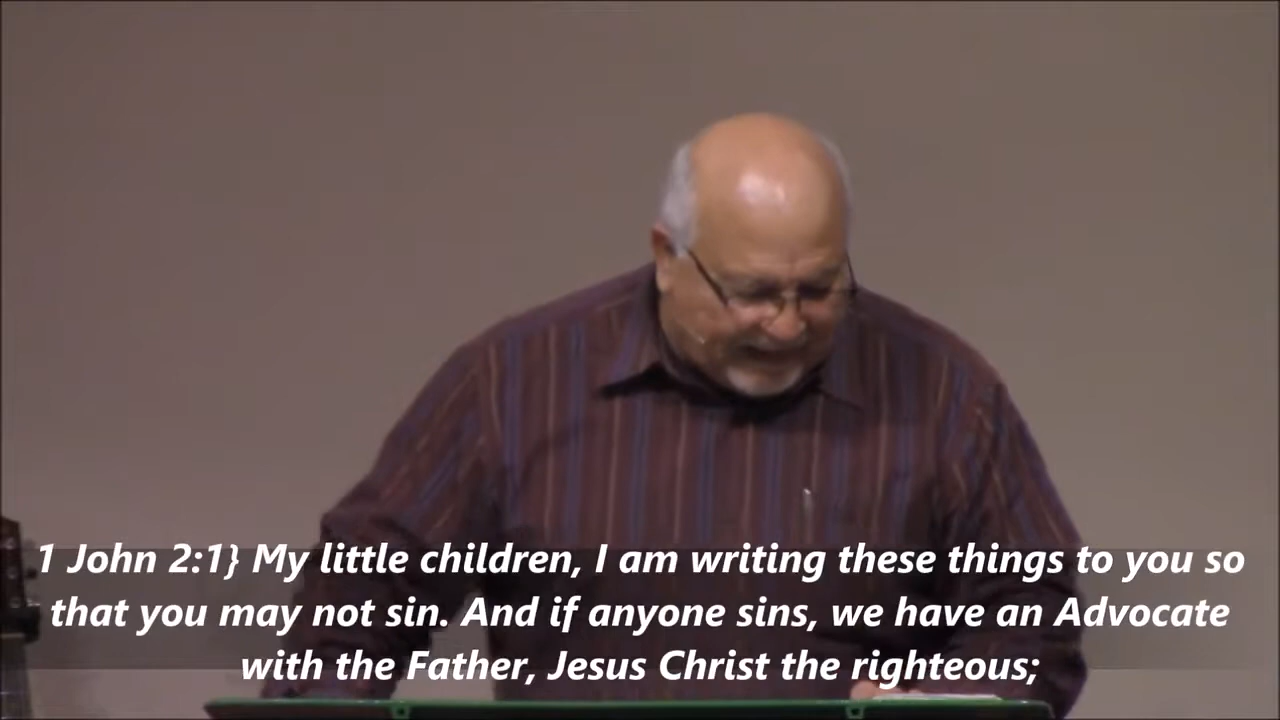 1 John 2:1} My little children, I am writing these things to you so
that you may not sin. And if anyone sins, we have an Advocate
with the Father, Jesus Christ the righteous;